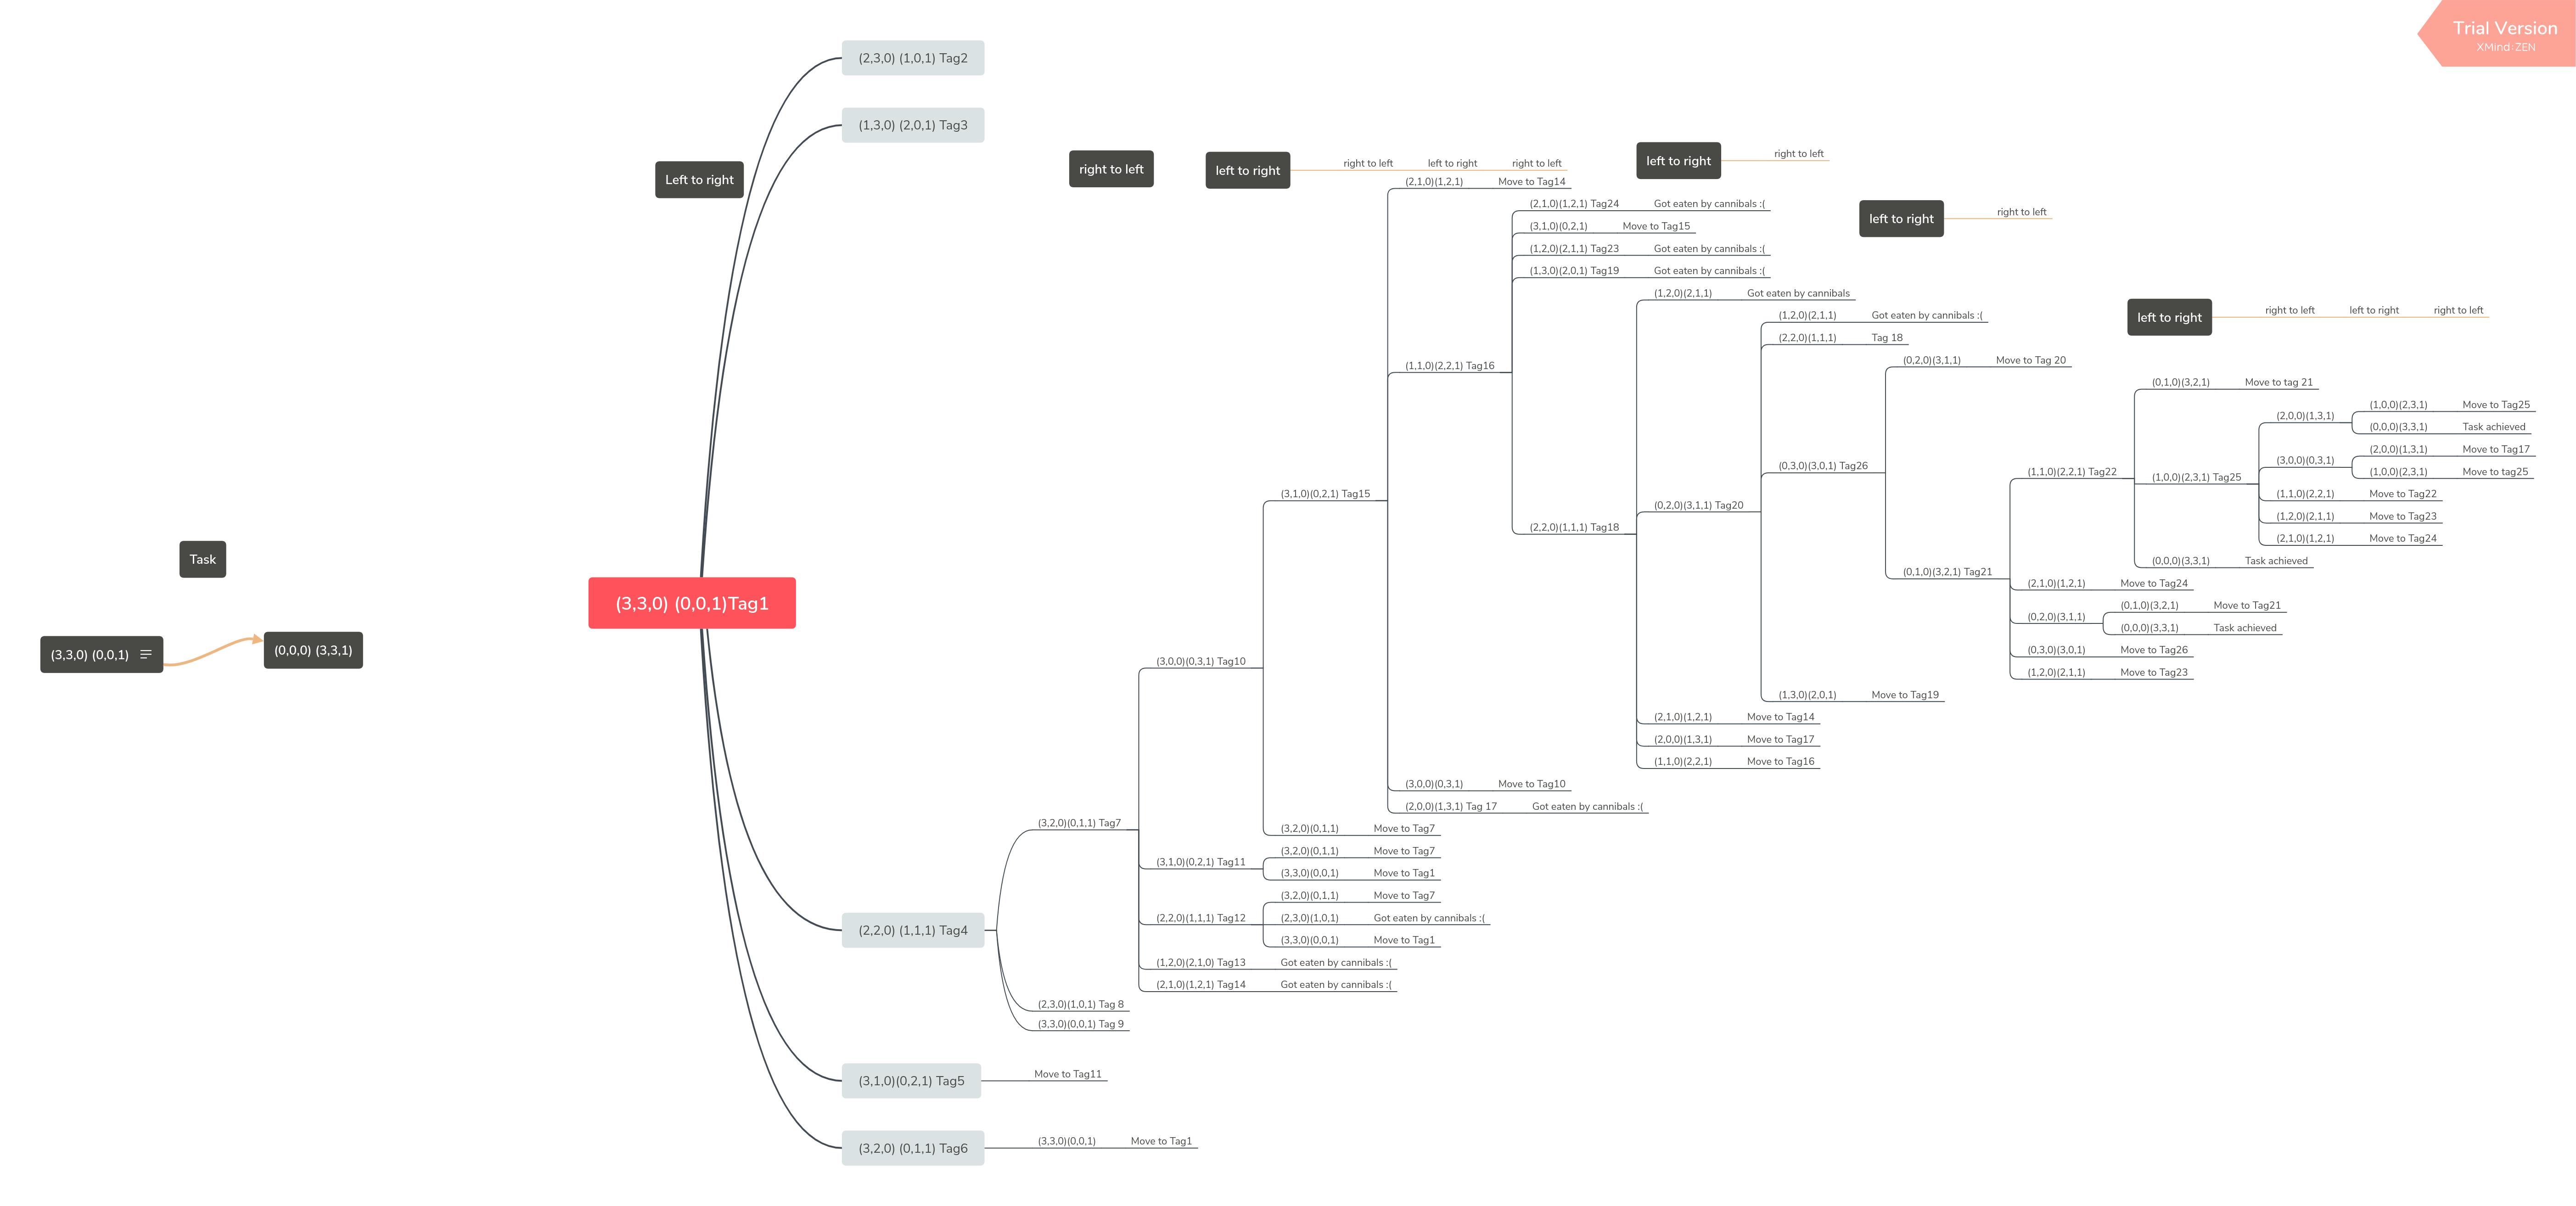 Trial Version
XMind:ZEN
Task
(3,3,0) (0,0,1)
(0,0,0) (3,3,1)
(3,3,0) (0,0,1)Tag1
Left to right
right to left
left to right
right to left
left to right
right to left
left to right
right to left
left to right
right to left
left to right
right to left
left to right
right to left
(2,3,0) (1,0,1) Tag2
(1,3,0) (2,0,1) Tag3
(2,2,0) (1,1,1) Tag4
(3,2,0)(0,1,1) Tag7
(3,0,0)(0,3,1) Tag10
(3,1,0)(0,2,1) Tag15
(2,1,0)(1,2,1)
Move to Tag14
(1,1,0)(2,2,1) Tag16
(2,1,0)(1,2,1) Tag24
Got eaten by cannibals :(
(3,1,0)(0,2,1)
Move to Tag15
(1,2,0)(2,1,1) Tag23
Got eaten by cannibals :(
(1,3,0)(2,0,1) Tag19
Got eaten by cannibals :(
(2,2,0)(1,1,1) Tag18
(1,2,0)(2,1,1)
Got eaten by cannibals
(0,2,0)(3,1,1) Tag20
(1,2,0)(2,1,1)
Got eaten by cannibals :(
(2,2,0)(1,1,1)
Tag 18
(0,3,0)(3,0,1) Tag26
(0,2,0)(3,1,1)
Move to Tag 20
(0,1,0)(3,2,1) Tag21
(1,1,0)(2,2,1) Tag22
(0,1,0)(3,2,1)
Move to tag 21
(1,0,0)(2,3,1) Tag25
(2,0,0)(1,3,1)
(1,0,0)(2,3,1)
Move to Tag25
(0,0,0)(3,3,1)
Task achieved
(3,0,0)(0,3,1)
(2,0,0)(1,3,1)
Move to Tag17
(1,0,0)(2,3,1)
Move to tag25
(1,1,0)(2,2,1)
Move to Tag22
(1,2,0)(2,1,1)
Move to Tag23
(2,1,0)(1,2,1)
Move to Tag24
(0,0,0)(3,3,1)
Task achieved
(2,1,0)(1,2,1)
Move to Tag24
(0,2,0)(3,1,1)
(0,1,0)(3,2,1)
Move to Tag21
(0,0,0)(3,3,1)
Task achieved
(0,3,0)(3,0,1)
Move to Tag26
(1,2,0)(2,1,1)
Move to Tag23
(1,3,0)(2,0,1)
Move to Tag19
(2,1,0)(1,2,1)
Move to Tag14
(2,0,0)(1,3,1)
Move to Tag17
(1,1,0)(2,2,1)
Move to Tag16
(3,0,0)(0,3,1)
Move to Tag10
(2,0,0)(1,3,1) Tag 17
Got eaten by cannibals :(
(3,2,0)(0,1,1)
Move to Tag7
(3,1,0)(0,2,1) Tag11
(3,2,0)(0,1,1)
Move to Tag7
(3,3,0)(0,0,1)
Move to Tag1
(2,2,0)(1,1,1) Tag12
(3,2,0)(0,1,1)
Move to Tag7
(2,3,0)(1,0,1)
Got eaten by cannibals :(
(3,3,0)(0,0,1)
Move to Tag1
(1,2,0)(2,1,0) Tag13
Got eaten by cannibals :(
(2,1,0)(1,2,1) Tag14
Got eaten by cannibals :(
(2,3,0)(1,0,1) Tag 8
(3,3,0)(0,0,1) Tag 9
(3,1,0)(0,2,1) Tag5
Move to Tag11
(3,2,0) (0,1,1) Tag6
(3,3,0)(0,0,1)
Move to Tag1